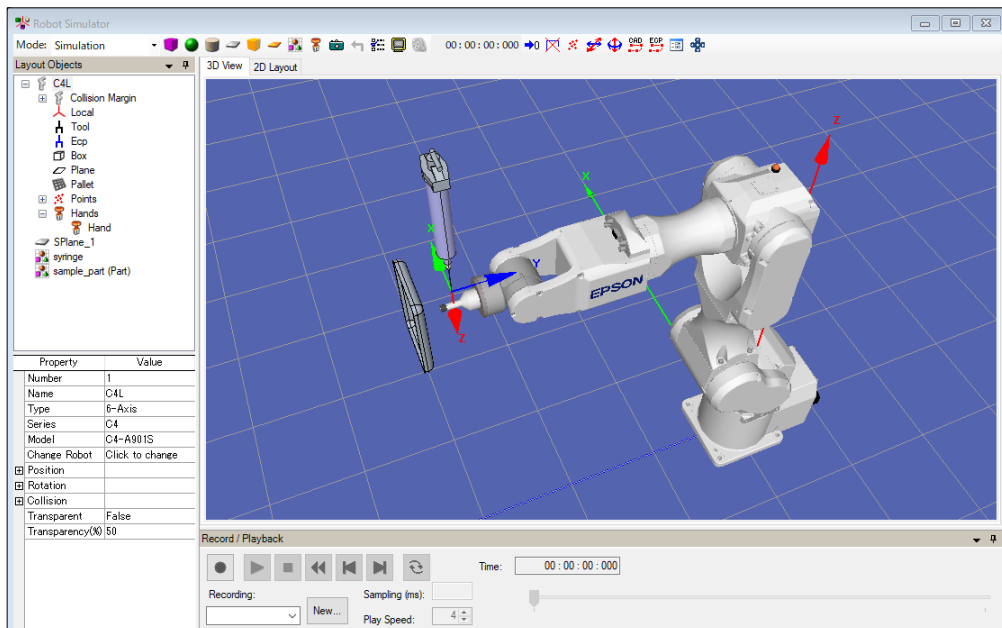 Robot Simulator
Mode: Simulation 00:00:00:000 CAD ECP
Layout Objects
3D View 2D Layout
C4L
Collision Margin
Local
Tool
Ecp
Box
Plane
Pallet
Points
Hands
Hand
SPlane_1
syringe
sample_part (Part)
X
Y
Z
X
Z
EPSON
Property Value
Number 1
Name C4L
Type 6-Axis
Series C4
Model C4-A901S
Change Robot Click to change
Position
Rotation
Collision
Transparent False
Transparency(%) 50
Record / Playback
Time: 00:00:00:000
Recording: Sampling (ms):
New... Play Speed: 4